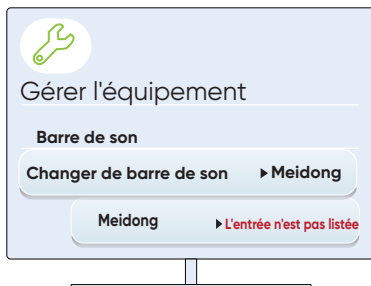 Gérer l'équipement
Barre de son
Changer de barre de son Meidong
Meidong L'entrée n'est pas listée